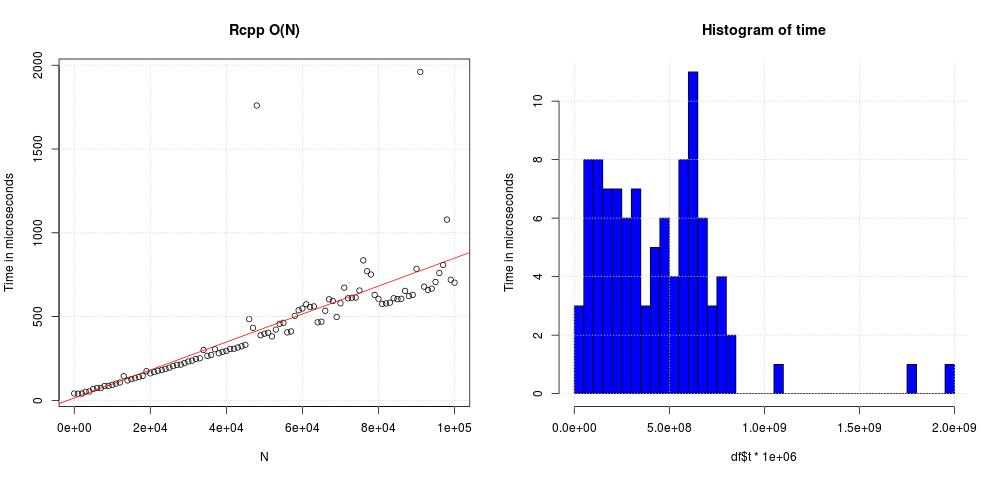 Rcpp O(N)
Time in microseconds
2000
1500
1000
500
0
0e+00 2e+04 4e+04 6e+04 8e+04 1e+05
N
Histogram of time
Time in microseconds
10
8
6
4
2
0
0.0e+00 5.0e+08 1.0e+09 1.5e+09 2.0e+09
df$t * 1e+06